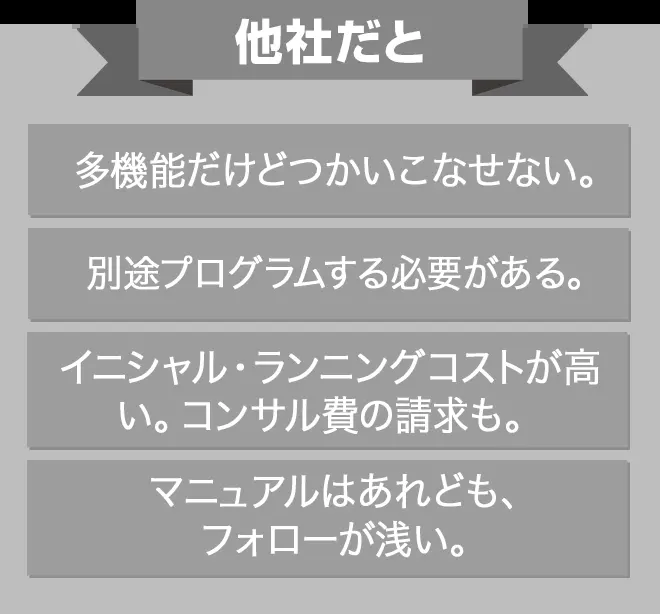 他社だと
多機能だけどつかいこなせない。
別途プログラムする必要がある。
イニシャル・ランニングコストが高
い。コンサル費の請求も。
マニュアルはあれども、
フォローが浅い。